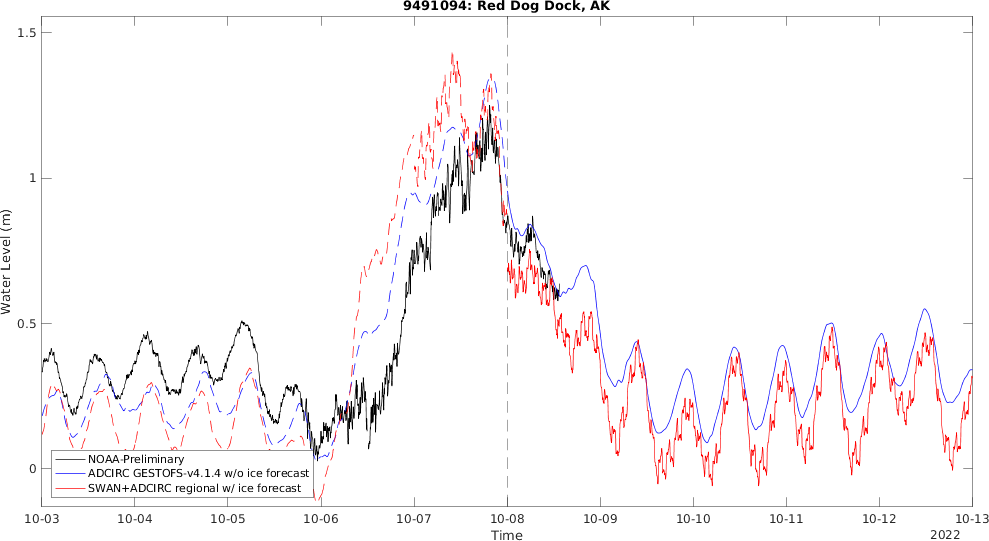 9491094: Red Dog Dock, AK
1.5
1
0.5
0
Water Level (m)
NOAA-Preliminary
ADCIRC GESTOFS-v4.1.4 w/o ice forecast
SWAN+ADCIRC regional w/ ice forecast
10-03 10-04 10-05 10-06 10-07 10-08 10-09 10-10 10-11 10-12 10-13
Time
2022